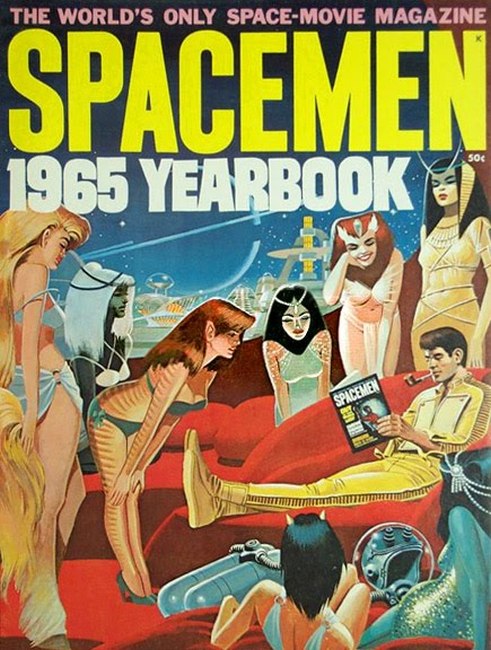 THE WORLD'S ONLY SPACE-MOVIE MAGAZINE
SPACEMEN
K
50¢
1965 YEARBOOK
SPACEMEN